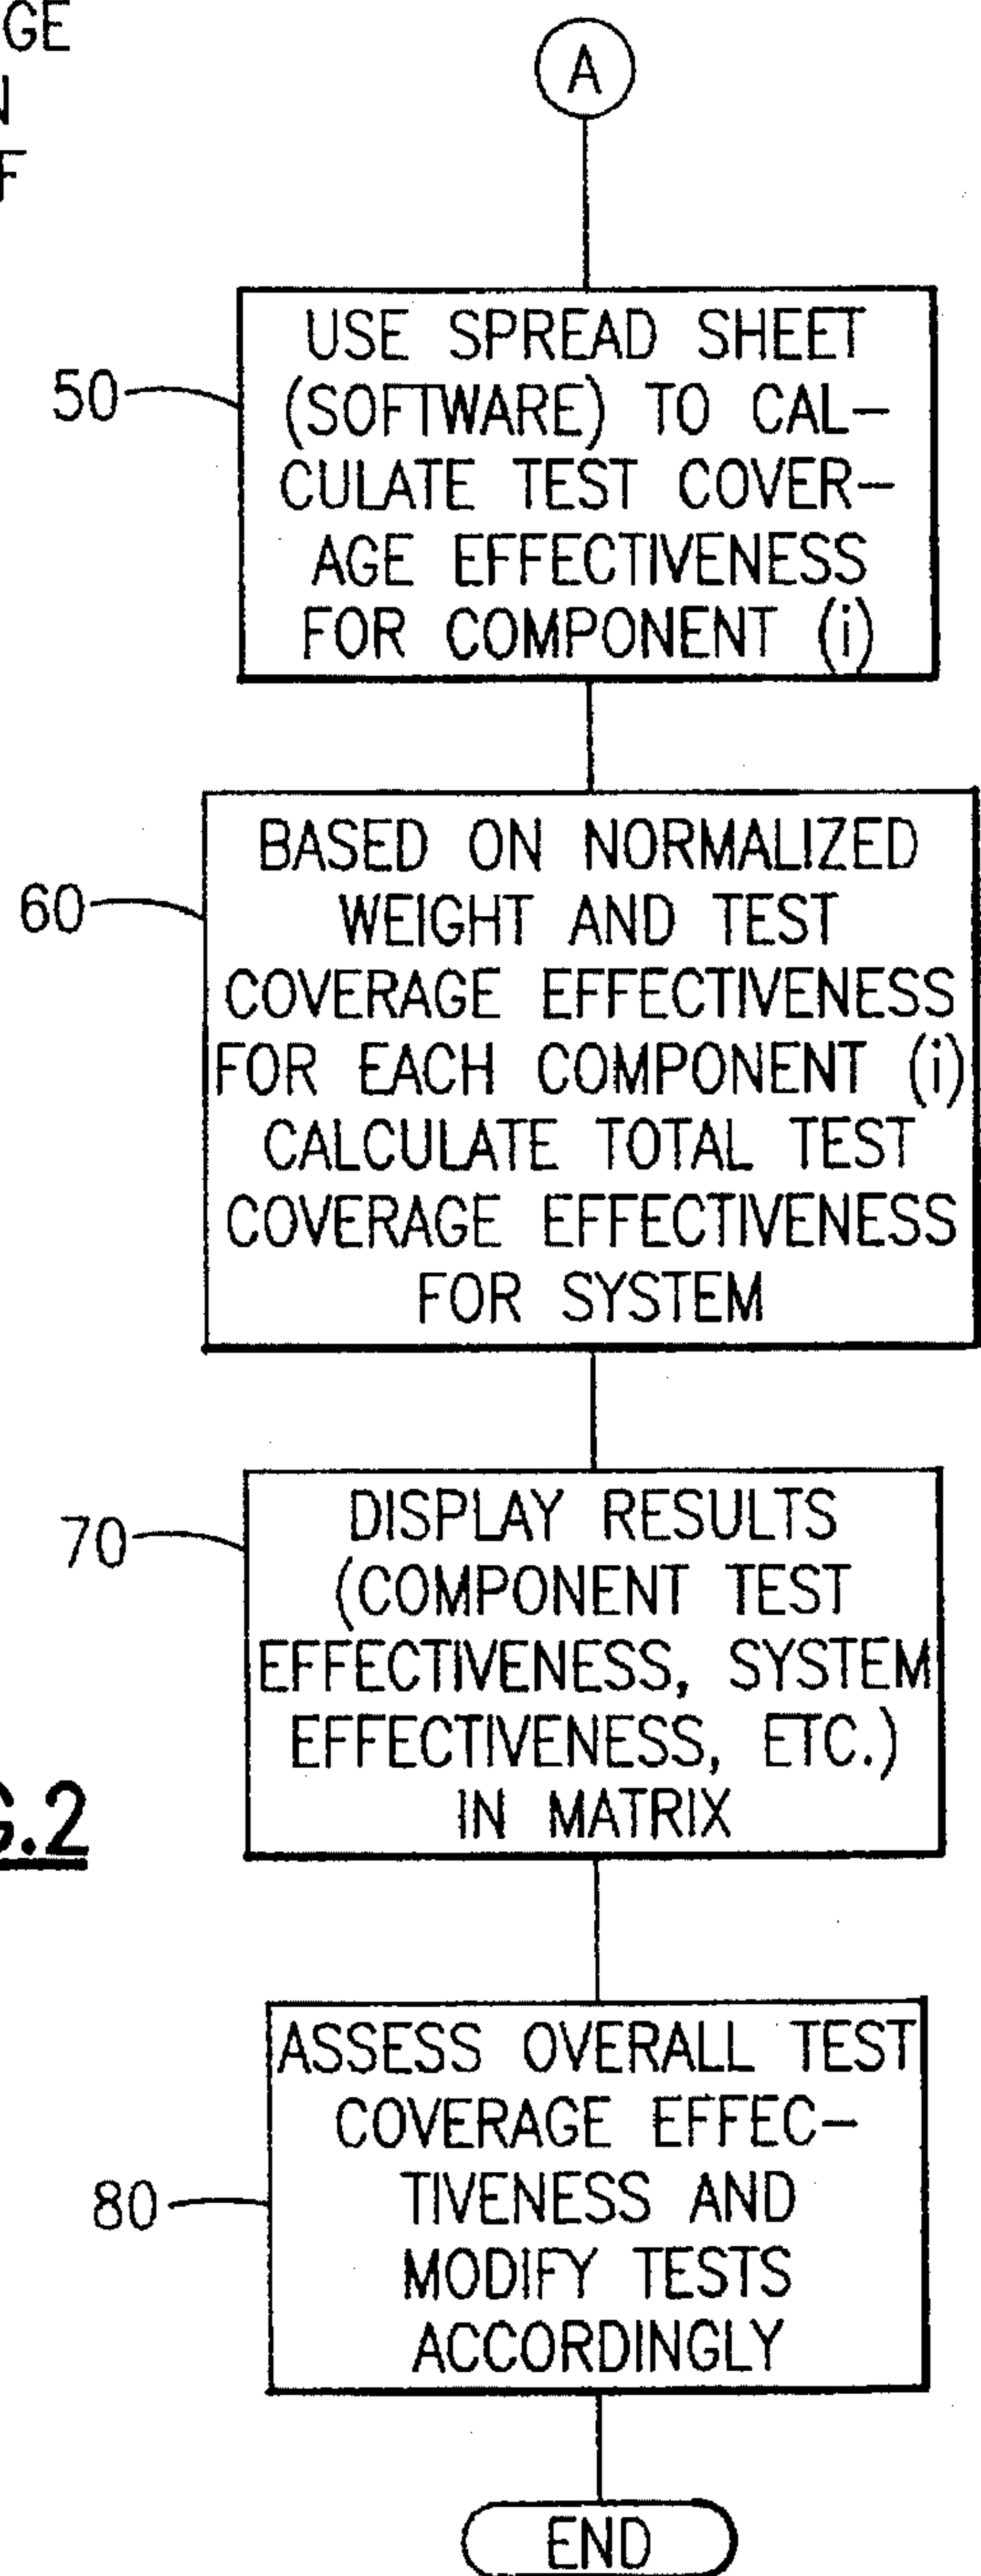 GE
N
F
A
50
USE SPREAD SHEET
(SOFTWARE) TO CAL-
CULATE TEST COVER-
AGE EFFECTIVENESS
FOR COMPONENT (i)
60
BASED ON NORMALIZED
WEIGHT AND TEST
COVERAGE EFFECTIVENESS
FOR EACH COMPONENT (i)
CALCULATE TOTAL TEST
COVERAGE EFFECTIVENESS
FOR SYSTEM
70
DISPLAY RESULTS
(COMPONENT TEST
EFFECTIVENESS, SYSTEM
EFFECTIVENESS, ETC.)
IN MATRIX
G.2
80
ASSESS OVERALL TEST
COVERAGE EFFEC-
TIVENESS AND
MODIFY TESTS
ACCORDINGLY
END